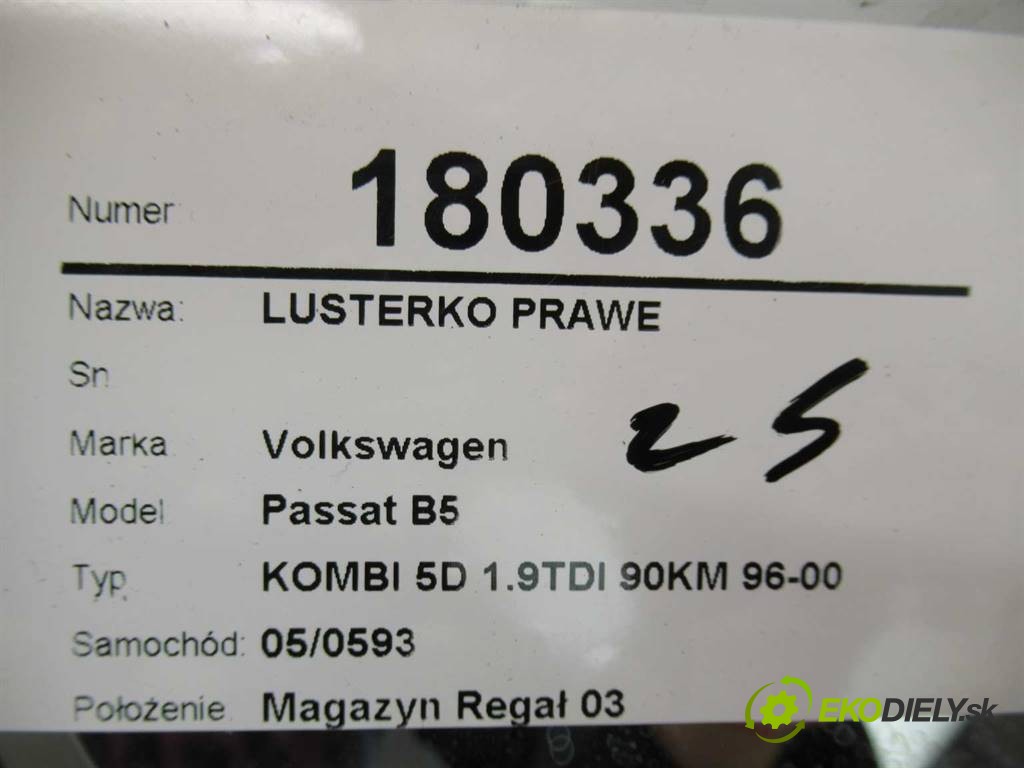 Numer 180336
Nazwa: LUSTERKO PRAWE
Sn
Marka Volkswagen
25
Model Passat B5
Typ KOMBI 5D 1.9TDI 90KM 96-00
Samochód: 05/0593
Położenie Magazyn Regał 03
EKODIELY.sk